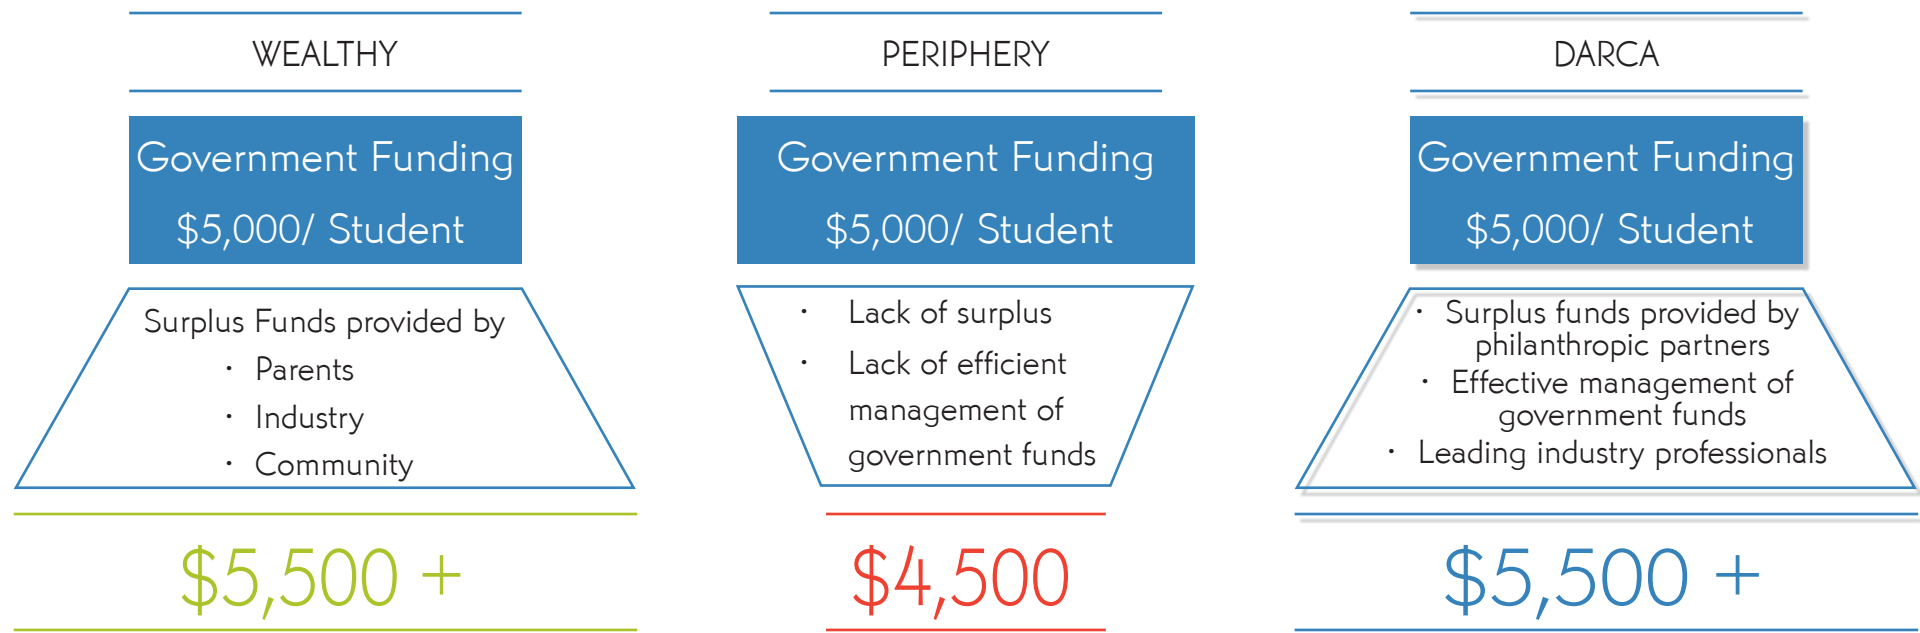 WEALTHY
Government Funding
$5,000/ Student
Surplus Funds provided by
• Parents
• Industry
• Community
$5,500 +
PERIPHERY
Government Funding
$5,000/ Student
• Lack of surplus
• Lack of efficient
management of
government funds
$4,500
DARCA
Government Funding
$5,000/ Student
• Surplus funds provided by
philanthropic partners
• Effective management of
government funds
• Leading industry professionals
$5,500 +